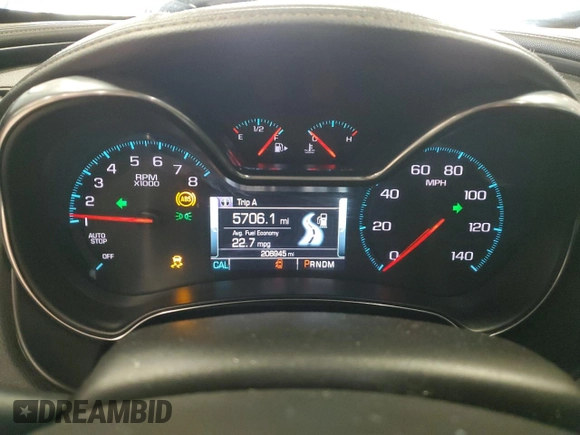 1/2
E F
C H
1 2 3 4 5 6 7 8
RPM
X1000
ABS
AUTO
STOP
OFF
Trip A
5706.1 mi
Avg. Fuel Economy
22.7 mpg
206945 mi
CAL
PRNDM
0 20 40 60 80 100 120 140
MPH
DREAMBID